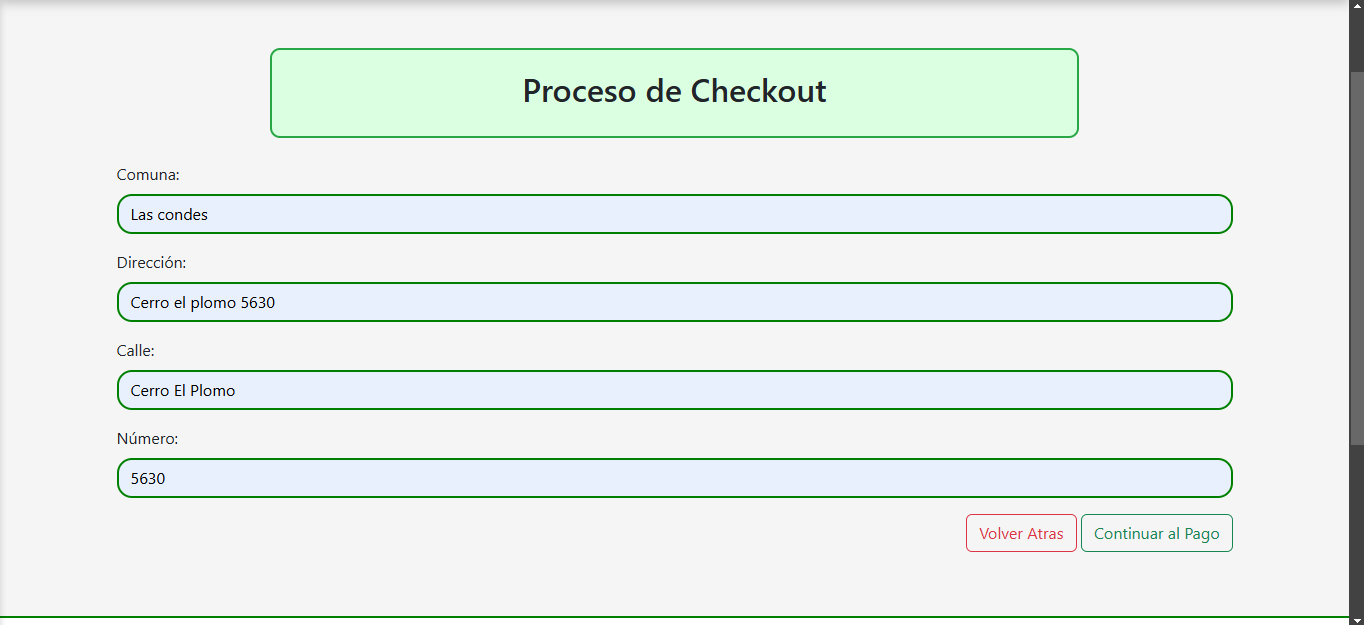 Proceso de Checkout
Comuna:
Las condes
Dirección:
Cerro el plomo 5630
Calle:
Cerro El Plomo
Número:
5630
Volver Atras Continuar al Pago